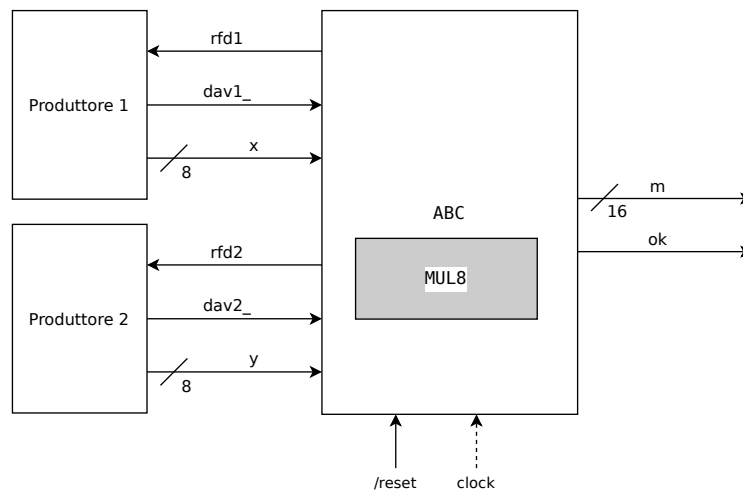 Produttore 1
rfd1
dav1_
x
8
ABC
MUL8
m
16
ok
Produttore 2
rfd2
dav2_
y
8
/reset
clock